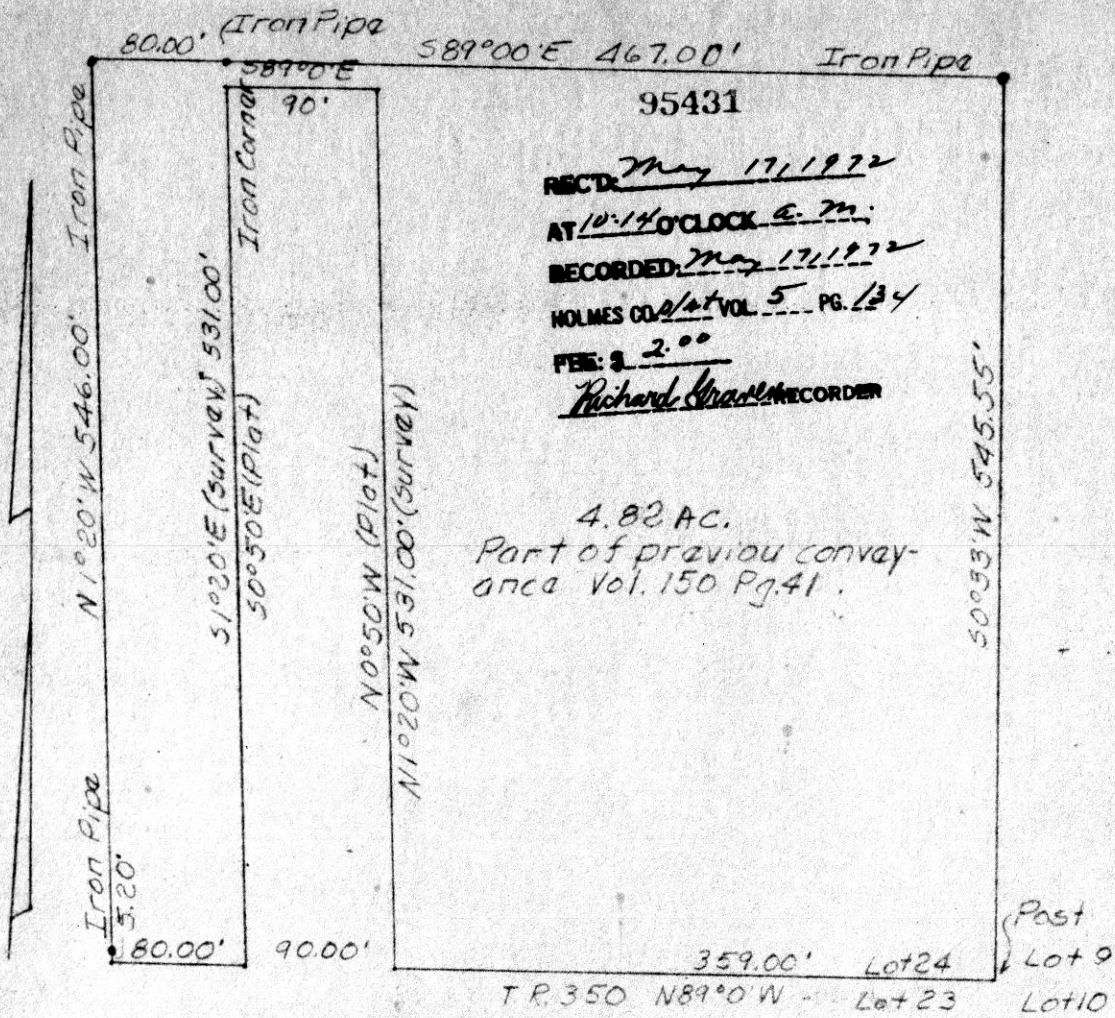 80.00' (Iron Pipe S89°00'E 467.00' Iron Pipe
S89°0'E
90'
Iron Corner
95431
REC'D: May 17, 1972
AT 10:14 O'CLOCK a. m.
RECORDED: May 17, 1972
HOLMES CO. plat VOL. 5 PG. 134
FEE: $ 2.00
Richard Graven RECORDER
N 1°20'W 546.00' Iron Pipe
S1°20'E (Survey) 531.00'
S0°50'E (Plat)
N0°50'W (Plat)
N1°20'W 531.00' (Survey)
4.82 AC.
Part of previou convey-
ance Vol. 150 Pg. 41.
S0°33'W 545.55'
Iron Pipe
5.20'
80.00' 90.00' 359.00' Lot 24
Post
Lot 9
T R. 350 N89°0'W Lot 23 Lot 10